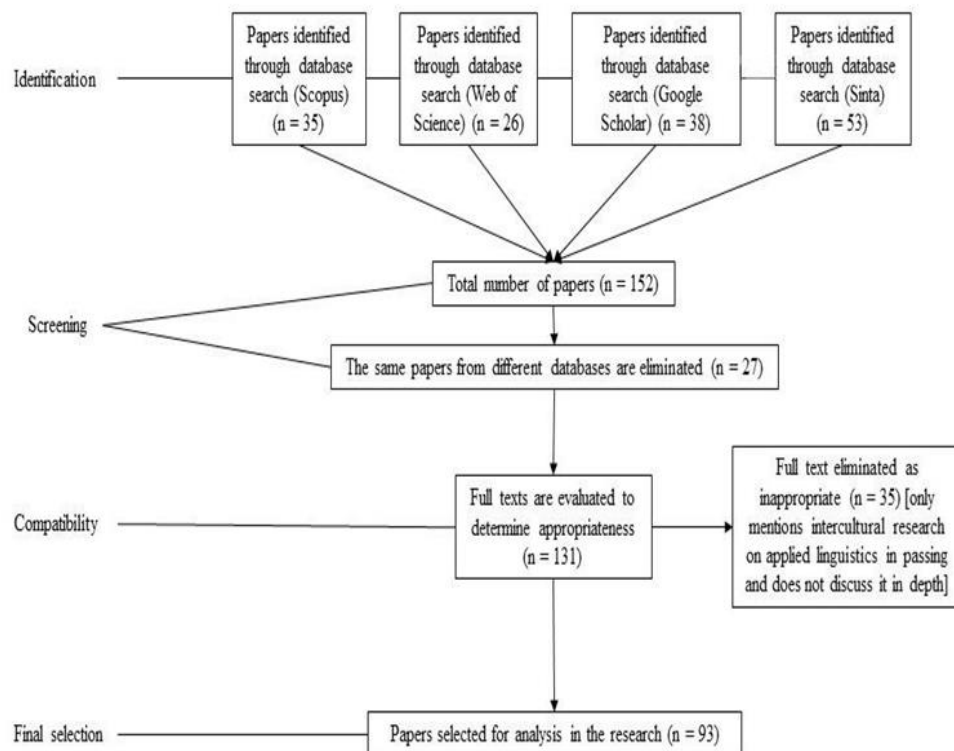 Identification
Papers identified
through database
search (Scopus)
(n = 35)
Papers identified
through database
search (Web of
Science) (n = 26)
Papers identified
through database
search (Google
Scholar) (n = 38)
Papers identified
through database
search (Sinta)
(n = 53)
Screening
Total number of papers (n = 152)
The same papers from different databases are eliminated (n = 27)
Compatibility
Full texts are evaluated to
determine appropriateness
(n = 131)
Full text eliminated as
inappropriate (n = 35) [only
mentions intercultural research
on applied linguistics in passing
and does not discuss it in depth]
Final selection
Papers selected for analysis in the research (n = 93)